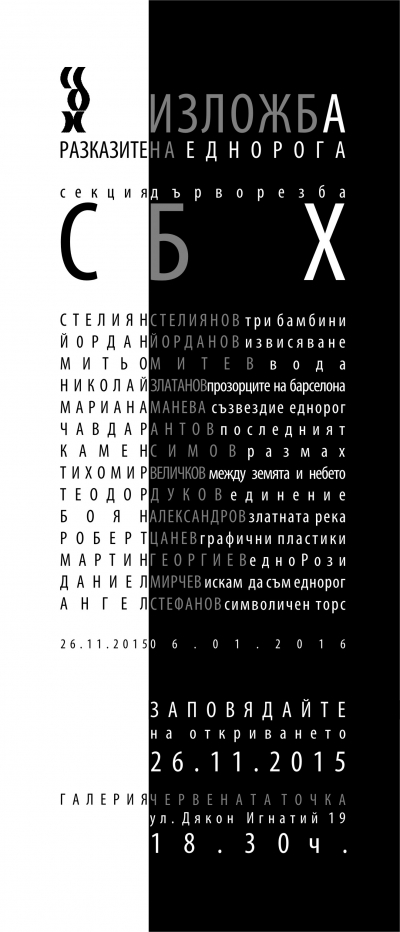 ИЗЛОЖБА
РАЗКАЗИТЕ НА ЕДНОРОГА
секция дърворезба
СБХ
СТЕЛИЯН СТЕЛИЯНОВ три бамбини
ЙОРДАН ЙОРДАНОВ извисяване
МИТЬО МИТЕВ вода
НИКОЛАЙ ЗЛАТАНОВ прозорците на барселона
МАРИАНА МАНЕВА съзвездие еднорог
ЧАВДАР АНТОВ последният
КАМЕН СИМОВ размах
ТИХОМИР ВЕЛИЧКОВ между земята и небето
ТЕОДОР ДУКОВ единение
БОЯН АЛЕКСАНДРОВ златната река
РОБЕРТ ЦАНЕВ графични пластики
МАРТИН ГЕОРГИЕВ едноРози
ДАНИЕЛ МИРЧЕВ искам да съм еднорог
АНГЕЛ СТЕФАНОВ символичен торс
26.11.2015 06.01.2016
ЗАПОВЯДАЙТЕ
на откриването
26.11.2015
ГАЛЕРИЯ ЧЕРВЕНАТА ТОЧКА
ул. Дякон Игнатий 19
18.30ч.